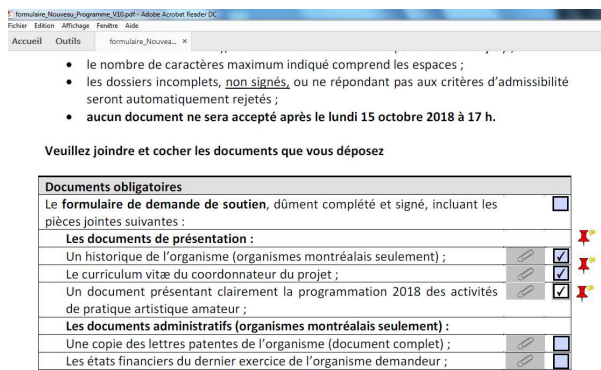 formulaire_Nouveau_Programme_V10.pdf - Adobe Acrobat Reader DC
Fichier Edition Affichage Fenêtre Aide
Accueil Outils formulaire_Nouvea... ×
• le nombre de caractères maximum indiqué comprend les espaces ;
• les dossiers incomplets, non signés, ou ne répondant pas aux critères d’admissibilité
seront automatiquement rejetés ;
• aucun document ne sera accepté après le lundi 15 octobre 2018 à 17 h.
Veuillez joindre et cocher les documents que vous déposez
Documents obligatoires
Le formulaire de demande de soutien, dûment complété et signé, incluant les
pièces jointes suivantes :
Les documents de présentation :
Un historique de l’organisme (organismes montréalais seulement) ;
Le curriculum vitæ du coordonnateur du projet ;
Un document présentant clairement la programmation 2018 des activités
de pratique artistique amateur ;
Les documents administratifs (organismes montréalais seulement) :
Une copie des lettres patentes de l’organisme (document complet) ;
Les états financiers du dernier exercice de l’organisme demandeur ;